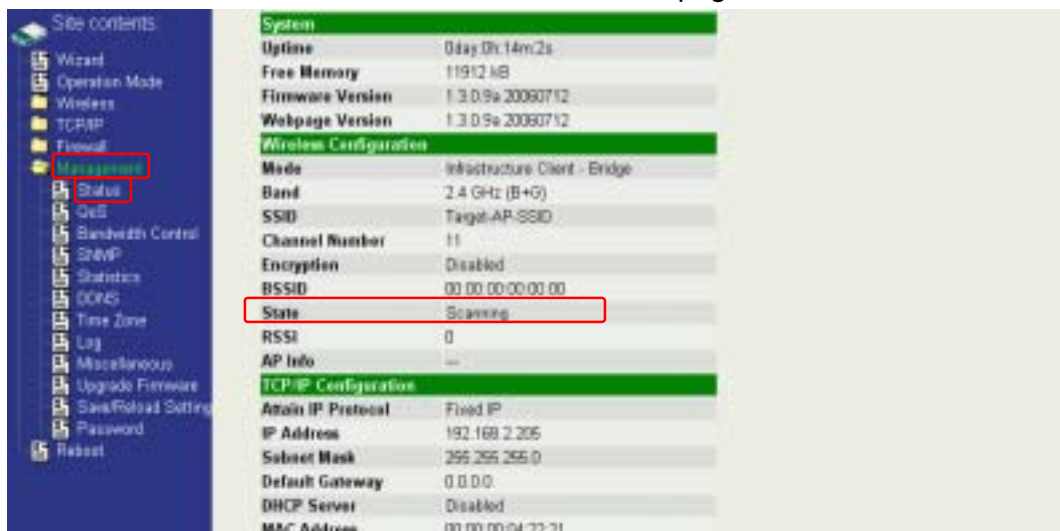 page
Site contents
Wizard
Operation Mode
Wireless
TCP/IP
Firewall
Management
Status
QoS
Bandwidth Control
SNMP
Statistics
DDNS
Time Zone
Log
Miscellaneous
Upgrade Firmware
Save/Reload Setting
Password
Reboot
System
Uptime 0day:0h:14m:2s
Free Memory 11912 kB
Firmware Version 1.3.0.9a 20060712
Webpage Version 1.3.0.9a 20060712
Wireless Configuration
Mode Infrastructure Client - Bridge
Band 2.4 GHz (B+G)
SSID Target-AP-SSID
Channel Number 11
Encryption Disabled
BSSID 00:00:00:00:00:00
State Scanning
RSSI 0
AP Info ---
TCP/IP Configuration
Attain IP Protocol Fixed IP
IP Address 192.168.2.205
Subnet Mask 255.255.255.0
Default Gateway 0.0.0.0
DHCP Server Disabled
MAC Address